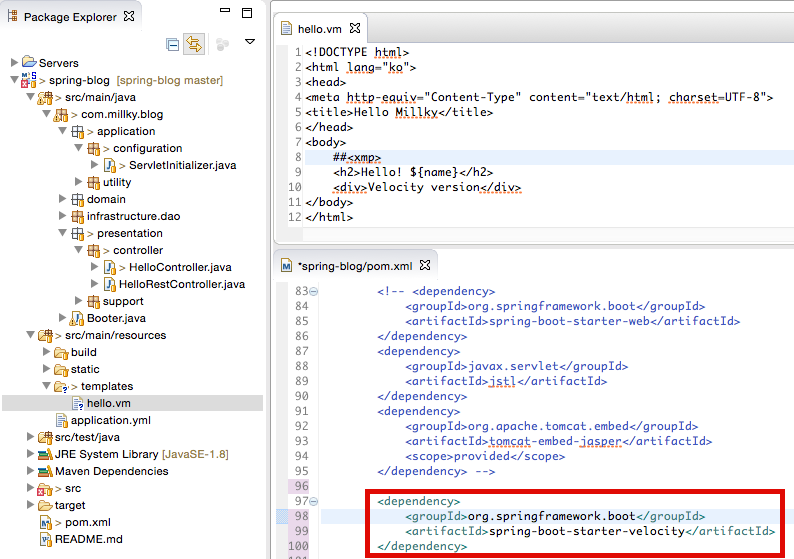 Package Explorer
Servers
> spring-blog [spring-blog master]
> src/main/java
> com.millky.blog
> application
> configuration
> ServletInitializer.java
> utility
domain
infrastructure.dao
> presentation
> controller
> HelloController.java
HelloRestController.java
> support
Booter.java
> src/main/resources
build
static
> templates
hello.vm
application.yml
src/test/java
JRE System Library [JavaSE-1.8]
Maven Dependencies
> src
target
> pom.xml
README.md
hello.vm
1 <!DOCTYPE html>
2 <html lang="ko">
3 <head>
4 <meta http-equiv="Content-Type" content="text/html; charset=UTF-8">
5 <title>Hello Millky</title>
6 </head>
7 <body>
8 ##<xmp>
9 <h2>Hello! ${name}</h2>
10 <div>Velocity version</div>
11 </body>
12 </html>
*spring-blog/pom.xml
83 <!-- <dependency>
84 <groupId>org.springframework.boot</groupId>
85 <artifactId>spring-boot-starter-web</artifactId>
86 </dependency>
87 <dependency>
88 <groupId>javax.servlet</groupId>
89 <artifactId>jstl</artifactId>
90 </dependency>
91 <dependency>
92 <groupId>org.apache.tomcat.embed</groupId>
93 <artifactId>tomcat-embed-jasper</artifactId>
94 <scope>provided</scope>
95 </dependency> -->
96
97 <dependency>
98 <groupId>org.springframework.boot</groupId>
99 <artifactId>spring-boot-starter-velocity</artifactId>
100 </dependency>